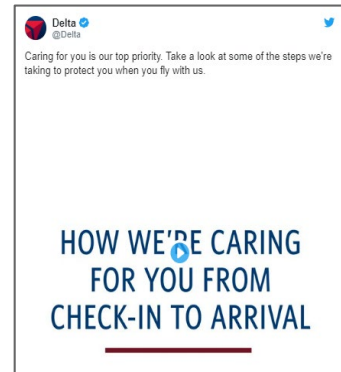 Delta
@Delta
Caring for you is our top priority. Take a look at some of the steps we're
taking to protect you when you fly with us.
HOW WE'RE CARING
FOR YOU FROM
CHECK-IN TO ARRIVAL